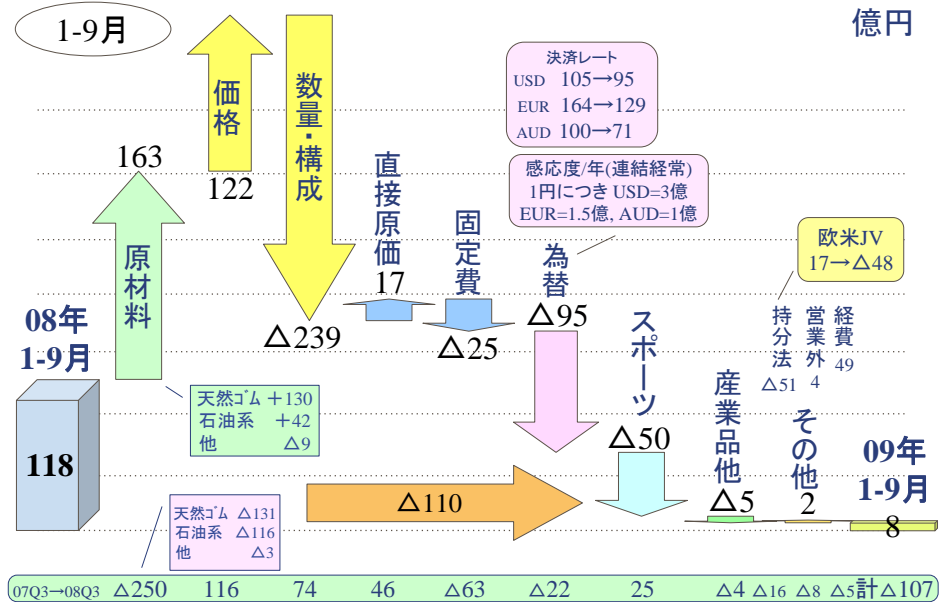 1-9月
億円
決済レート
USD 105→95
EUR 164→129
AUD 100→71
感応度/年(連結経常)
1円につき USD=3億
EUR=1.5億, AUD=1億
欧米JV
17→△48
価格
122
数量・構成
△239
163
原材料
直接原価
17
固定費
△25
為替
△95
スポーツ
△50
産業品他
△5
持分法
△51
営業外
4
経費
49
その他
2
08年
1-9月
118
天然ゴム +130
石油系 +42
他 △9
△110
09年
1-9月
8
天然ゴム △131
石油系 △116
他 △3
07Q3→08Q3 △250 116 74 46 △63 △22 25 △4 △16 △8 △5 計 △107